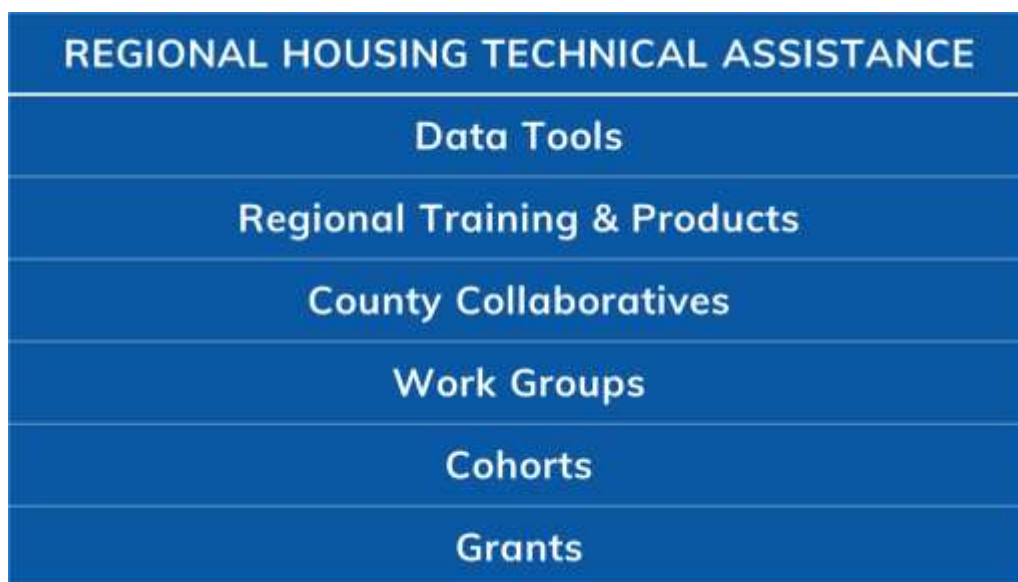 REGIONAL HOUSING TECHNICAL ASSISTANCE
Data Tools
Regional Training & Products
County Collaboratives
Work Groups
Cohorts
Grants